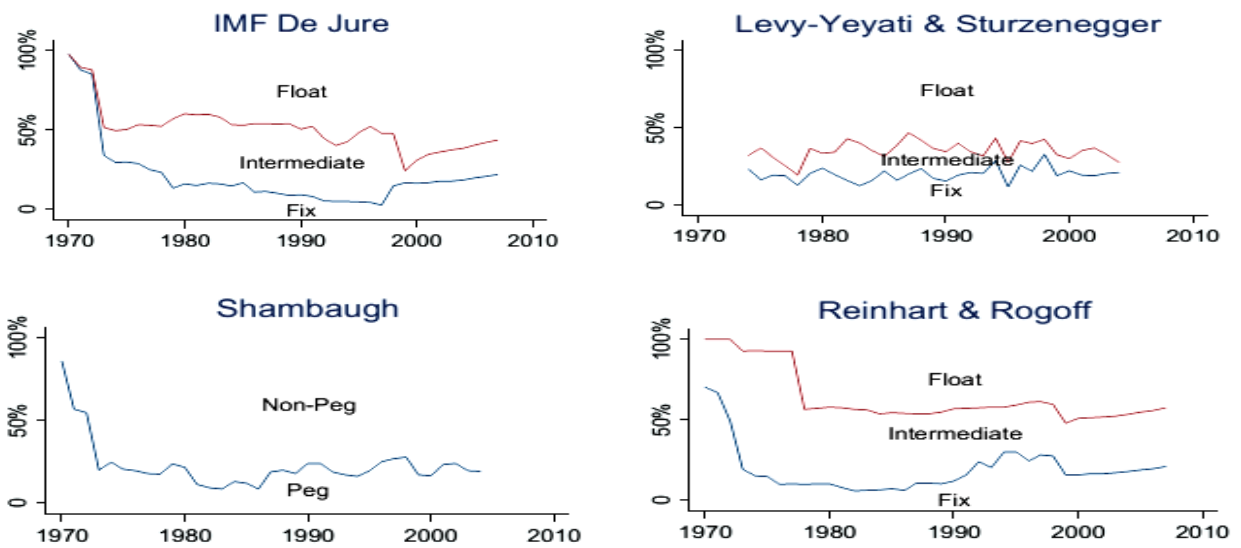 IMF De Jure
100%
50%
0
Float
Intermediate
Fix
1970 1980 1990 2000 2010
Levy-Yeyati & Sturzenegger
100%
50%
0
Float
Intermediate
Fix
1970 1980 1990 2000 2010
Shambaugh
100%
50%
0
Non-Peg
Peg
1970 1980 1990 2000 2010
Reinhart & Rogoff
100%
50%
0
Float
Intermediate
Fix
1970 1980 1990 2000 2010